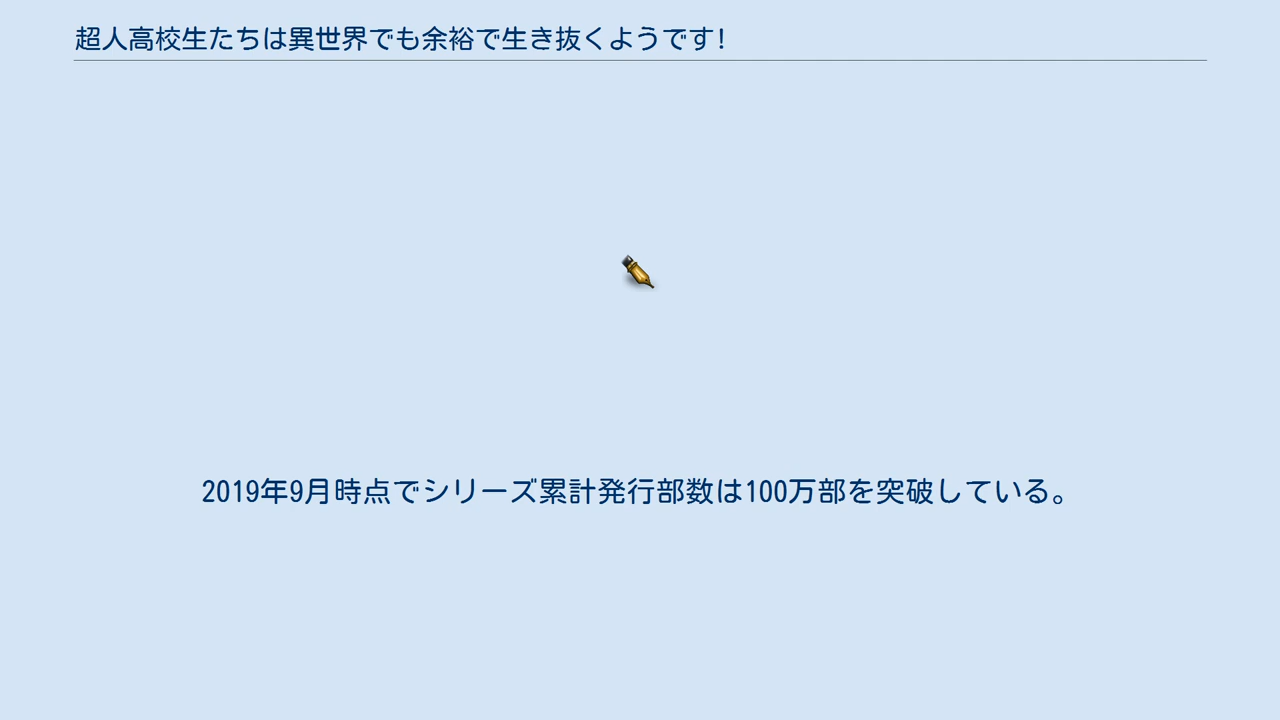 超人高校生たちは異世界でも余裕で生き抜くようです!
2019年9月時点でシリーズ累計発行部数は100万部を突破している。